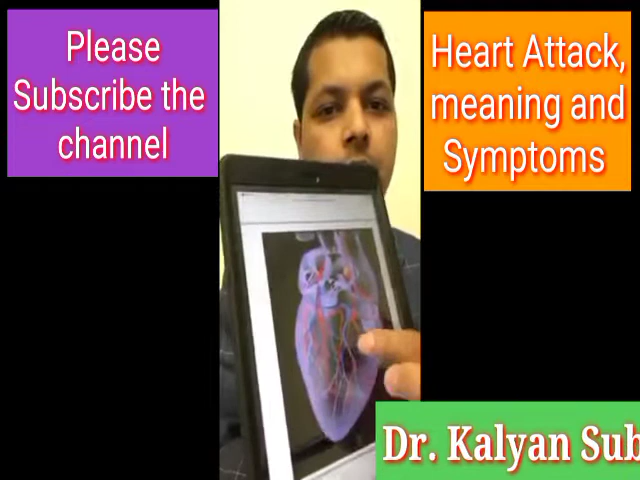 Please
Subscribe the
channel
Heart Attack,
meaning and
Symptoms
Dr. Kalyan Sub